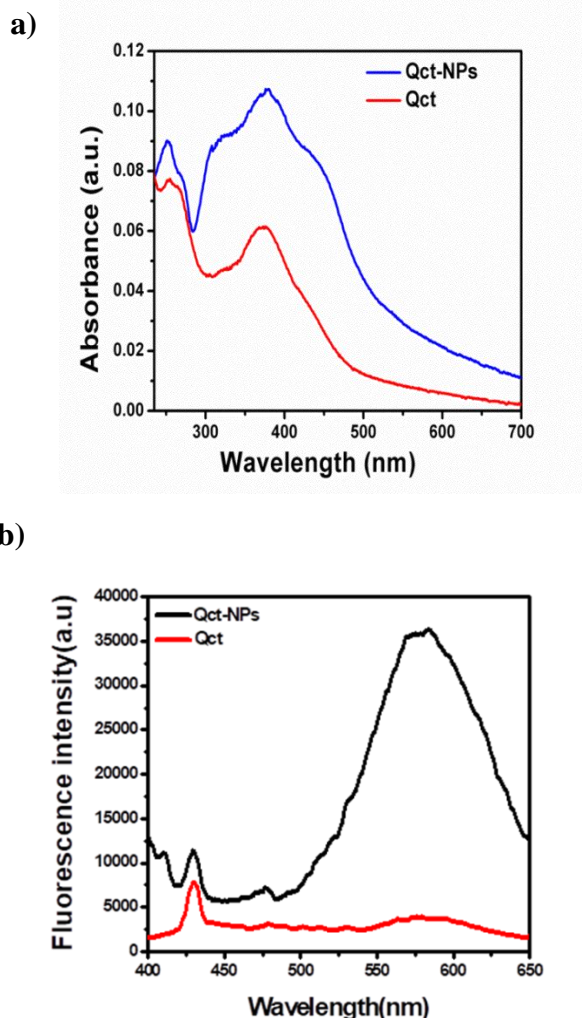 a)
0.12
0.10
0.08
0.06
0.04
0.02
0.00
Absorbance (a.u.)
Qct-NPs
Qct
300 400 500 600 700
Wavelength (nm)
b)
40000
35000
30000
25000
20000
15000
10000
5000
0
Fluorescence intensity(a.u)
Qct-NPs
Qct
400 450 500 550 600 650
Wavelength(nm)